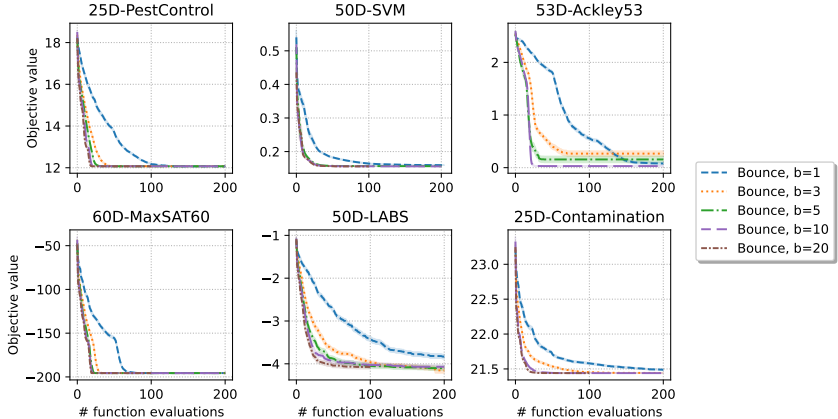 25D-PestControl
50D-SVM
53D-Ackley53
Objective value
18
16
14
12
0 100 200
0.5
0.4
0.3
0.2
0 100 200
2
1
0
0 100 200
60D-MaxSAT60
50D-LABS
25D-Contamination
Objective value
−50
−100
−150
−200
0 100 200
# function evaluations
−1
−2
−3
−4
0 100 200
# function evaluations
23.0
22.5
22.0
21.5
0 100 200
# function evaluations
Bounce, b=1
Bounce, b=3
Bounce, b=5
Bounce, b=10
Bounce, b=20